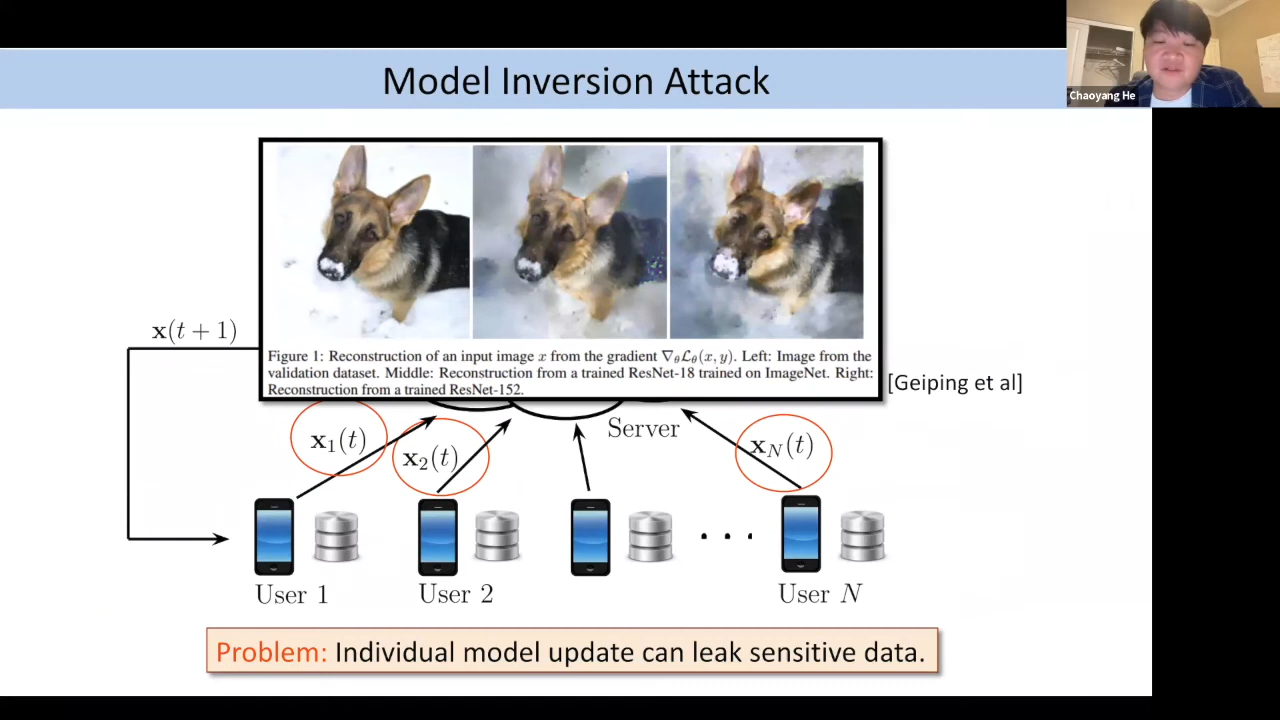 Model Inversion Attack
Chaoyang He
x(t + 1)
Figure 1: Reconstruction of an input image x from the gradient ∇θℒθ(x, y). Left: Image from the
validation dataset. Middle: Reconstruction from a trained ResNet-18 trained on ImageNet. Right:
Reconstruction from a trained ResNet-152.
[Geiping et al]
Server
x₁(t)
x₂(t)
x_N(t)
. . .
User 1
User 2
User N
Problem: Individual model update can leak sensitive data.